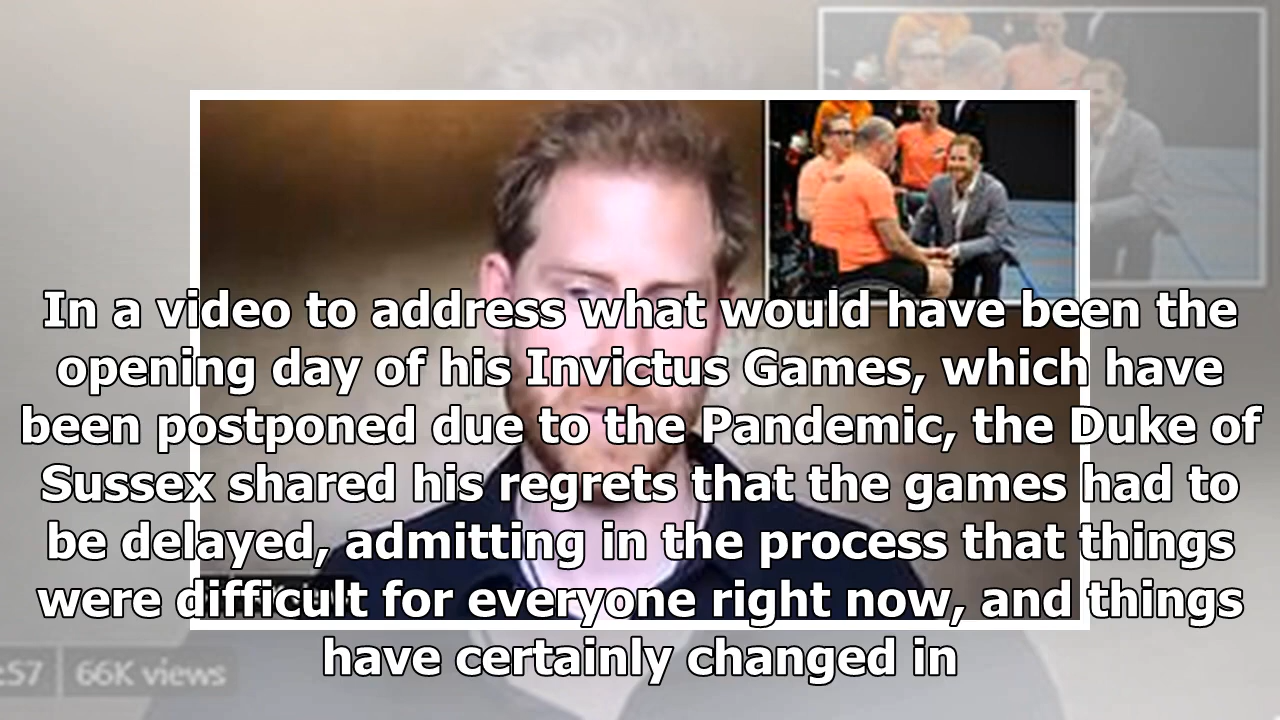 In a video to address what would have been the
opening day of his Invictus Games, which have
been postponed due to the Pandemic, the Duke of
Sussex shared his regrets that the games had to
be delayed, admitting in the process that things
were difficult for everyone right now, and things
have certainly changed in
:57 66K views